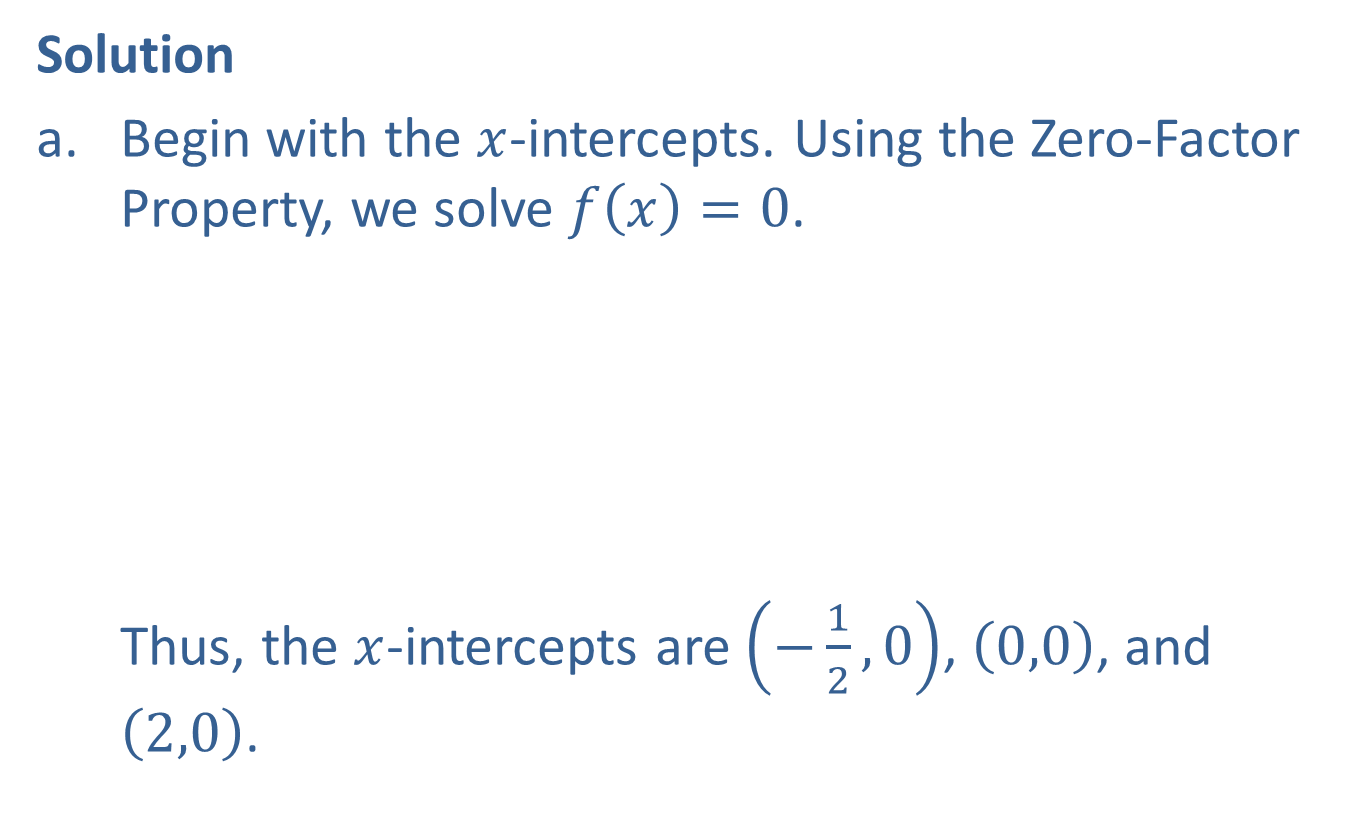 Solution
a. Begin with the x-intercepts. Using the Zero-Factor
Property, we solve f(x) = 0.
Thus, the x-intercepts are (−1/2, 0), (0,0), and
(2,0).